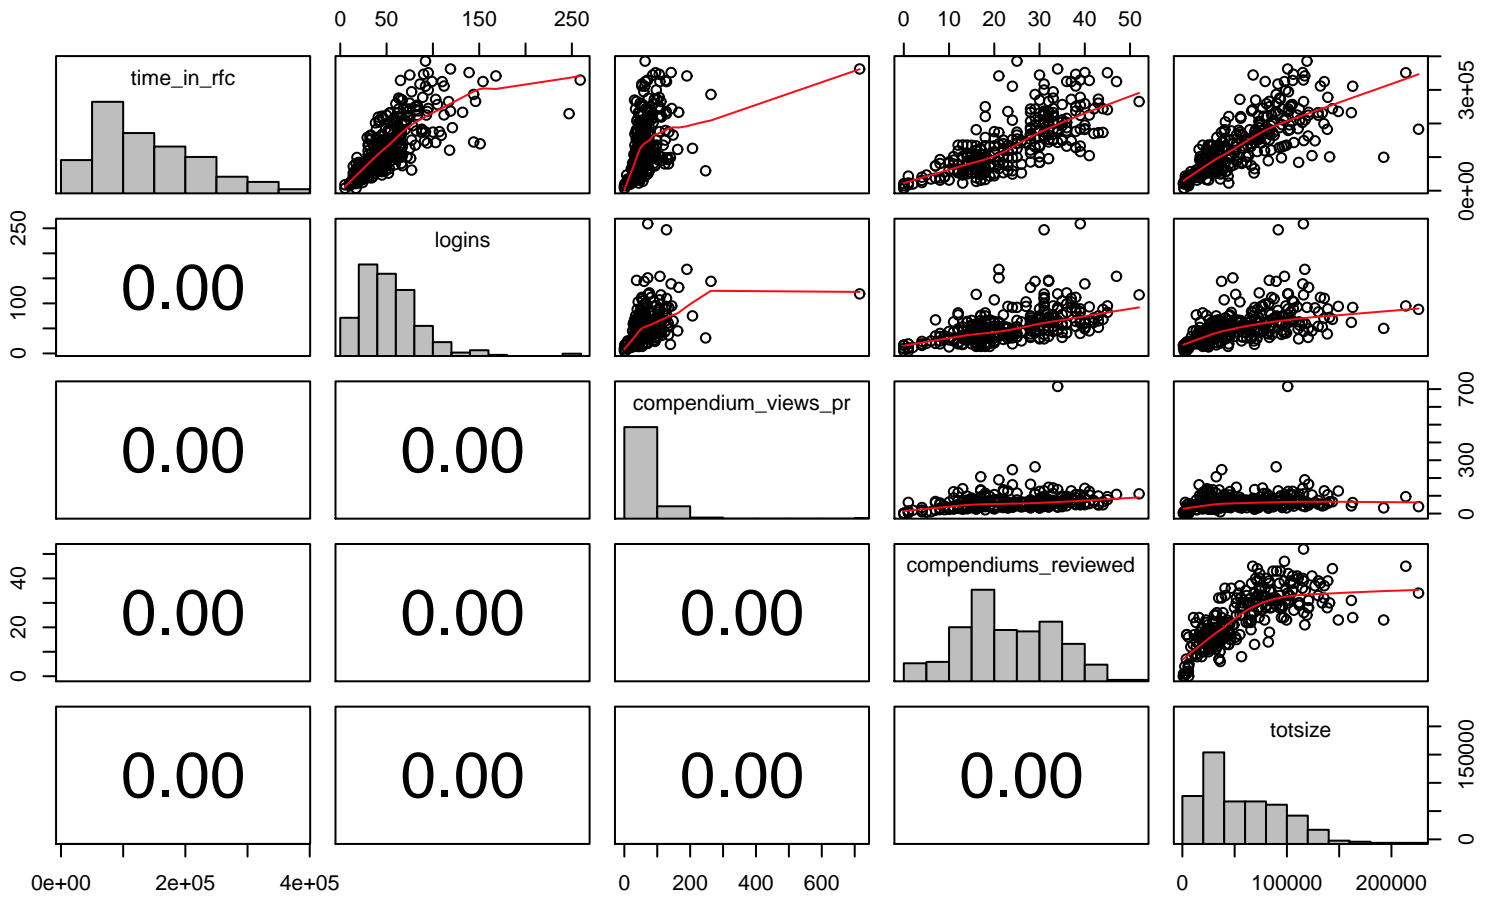 0 50 150 250 0 10 20 30 40 50
time_in_rfc
0e+00 3e+05
0 100 250
0.00
logins
0.00 0.00
compendium_views_pr
0 300 700
0 20 40
0.00 0.00 0.00
compendiums_reviewed
0.00 0.00 0.00 0.00
totsize
0 150000
0e+00 2e+05 4e+05 0 200 400 600 0 100000 200000